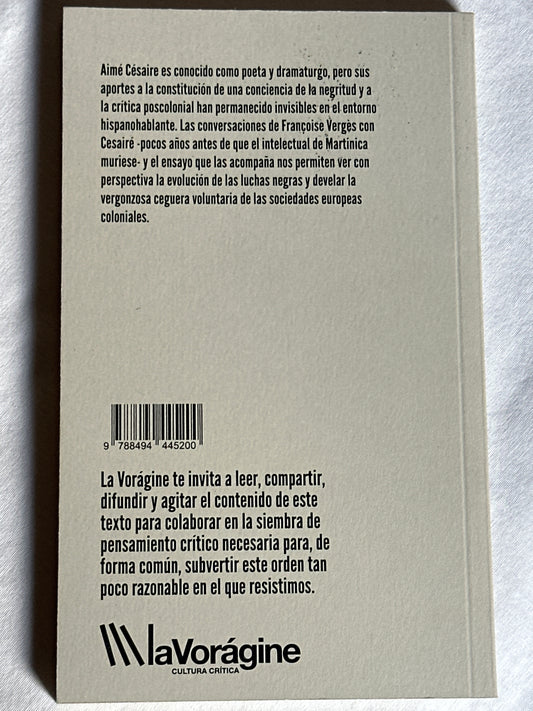 Aimé Césaire es conocido como poeta y dramaturgo, pero sus
aportes a la constitución de una conciencia de la negritud y a
la crítica poscolonial han permanecido invisibles en el entorno
hispanohablante. Las conversaciones de Françoise Vergès con
Cesairé -pocos años antes de que el intelectual de Martinica
muriese- y el ensayo que las acompaña nos permiten ver con
perspectiva la evolución de las luchas negras y develar la
vergonzosa ceguera voluntaria de las sociedades europeas
coloniales.
9 788494 445200
La Vorágine te invita a leer, compartir,
difundir y agitar el contenido de este
texto para colaborar en la siembra de
pensamiento crítico necesaria para, de
forma común, subvertir este orden tan
poco razonable en el que resistimos.
laVorágine
CULTURA CRÍTICA